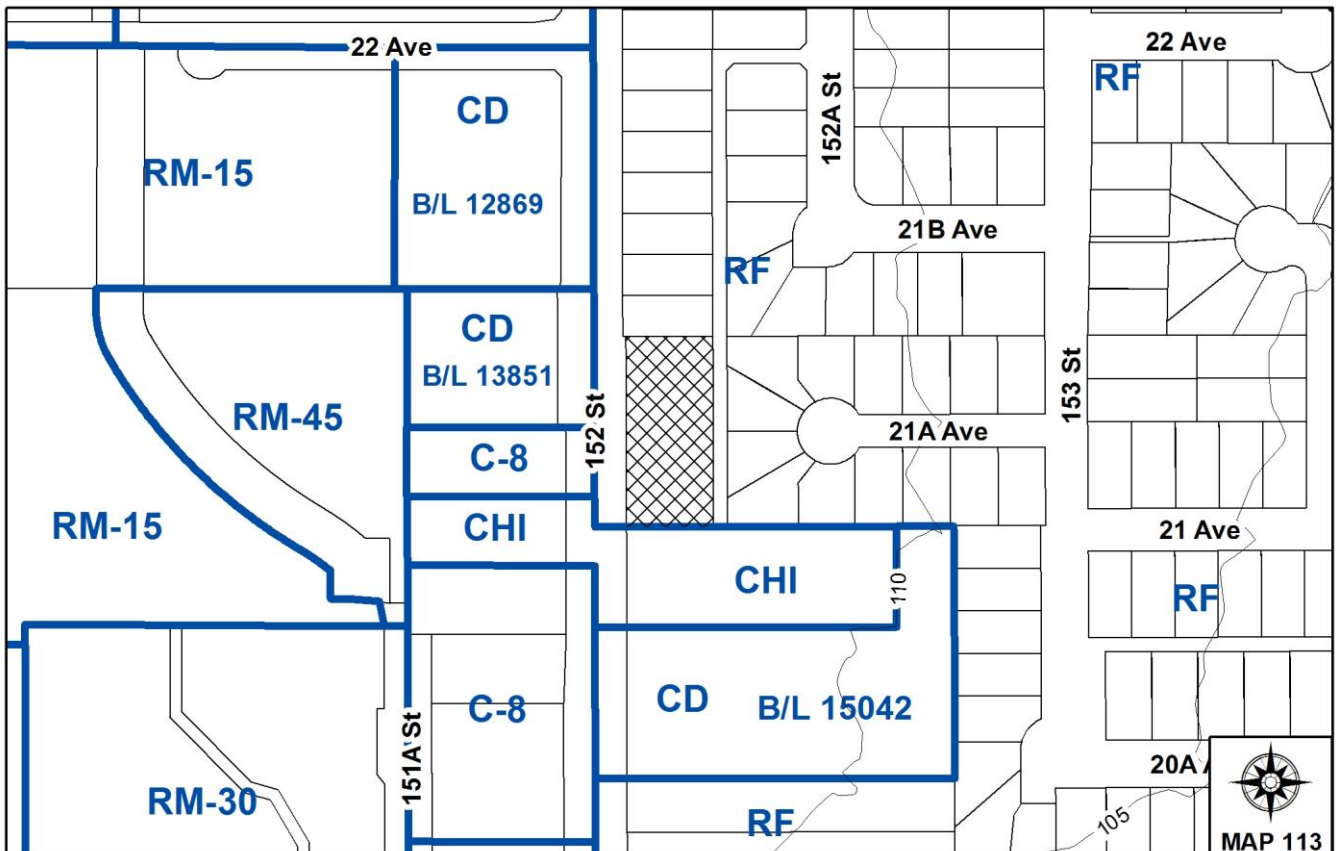 22 Ave
22 Ave
CD
152A St
RF
RM-15
B/L 12869
21B Ave
RF
CD
B/L 13851
153 St
RM-45
152 St
21A Ave
C-8
RM-15
CHI
21 Ave
CHI
110
RF
CD
B/L 15042
C-8
151A St
20A
RM-30
RF
105
MAP 113